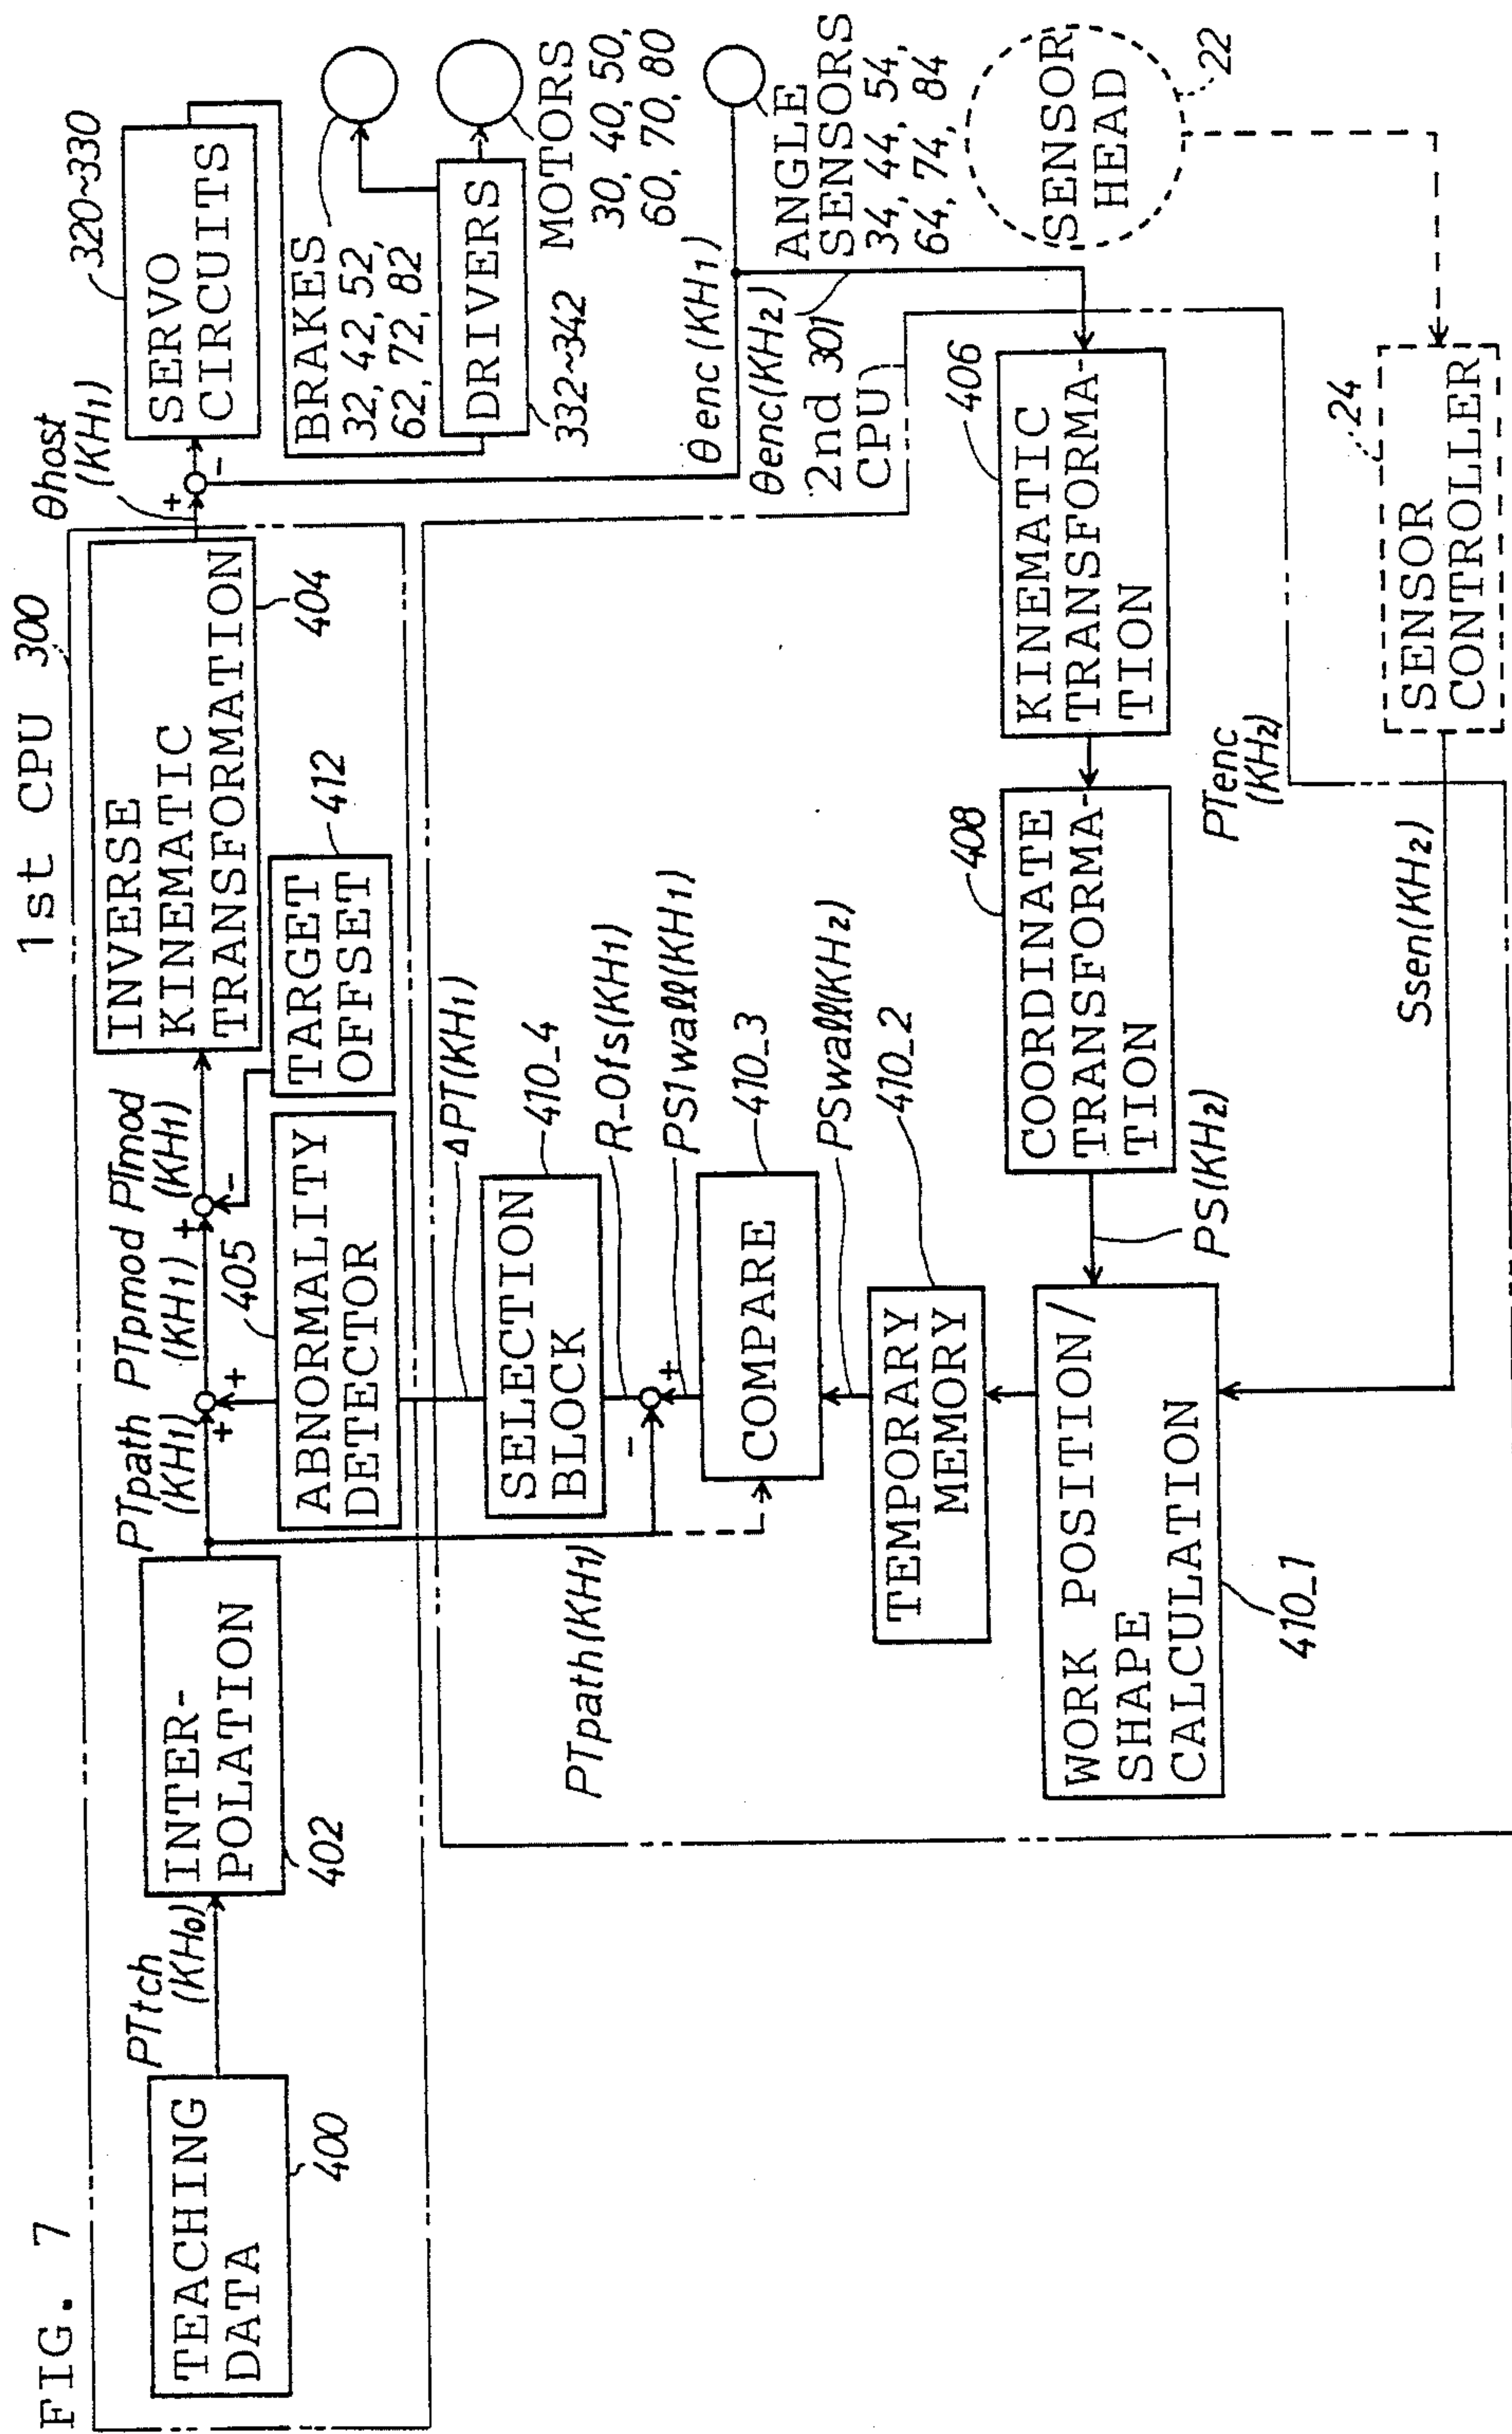 FIG. 7
1st CPU 300
TEACHING
DATA
400
PTtch
(KH0)
INTER-
POLATION
402
PTpath
(KH1)
PTpmod
(KH1)
PTmod
(KH1)
+
+
+
-
405
ABNORMALITY
DETECTOR
TARGET
OFFSET
412
INVERSE
KINEMATIC
TRANSFORMATION
404
θhost
(KH1)
+
-
SERVO
CIRCUITS
320~330
BRAKES
32, 42, 52,
62, 72, 82
DRIVERS
332~342
MOTORS
30, 40, 50,
60, 70, 80
θenc(KH1)
θenc(KH2)
ANGLE
SENSORS
34, 44, 54,
64, 74, 84
2nd 301
CPU
SENSOR
HEAD
22
ΔPT(KH1)
SELECTION
BLOCK
410_4
R-Ofs(KH1)
+
-
PS1wall(KH1)
PTpath(KH1)
COMPARE
410_3
PSwall(KH2)
TEMPORARY
MEMORY
410_2
WORK POSITION/
SHAPE
CALCULATION
410_1
PS(KH2)
COORDINATE
TRANSFORMA-
TION
408
PTenc
(KH2)
KINEMATIC
TRANSFORMA-
TION
406
Ssen(KH2)
SENSOR
CONTROLLER
24